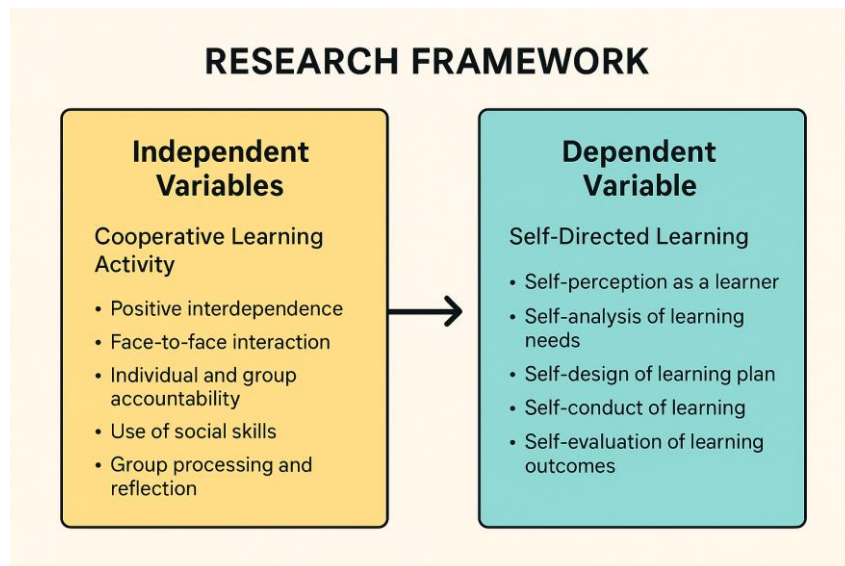 RESEARCH FRAMEWORK
Independent
Variables
Cooperative Learning
Activity
• Positive interdependence
• Face-to-face interaction
• Individual and group
accountability
• Use of social skills
• Group processing and
reflection
Dependent
Variable
Self-Directed Learning
• Self-perception as a learner
• Self-analysis of learning
needs
• Self-design of learning plan
• Self-conduct of learning
• Self-evaluation of learning
outcomes